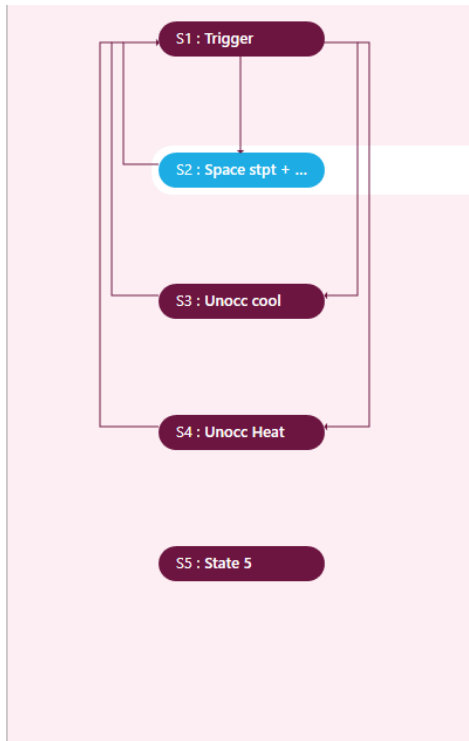 S1 : Trigger
S2 : Space stpt + ...
S3 : Unocc cool
S4 : Unocc Heat
S5 : State 5